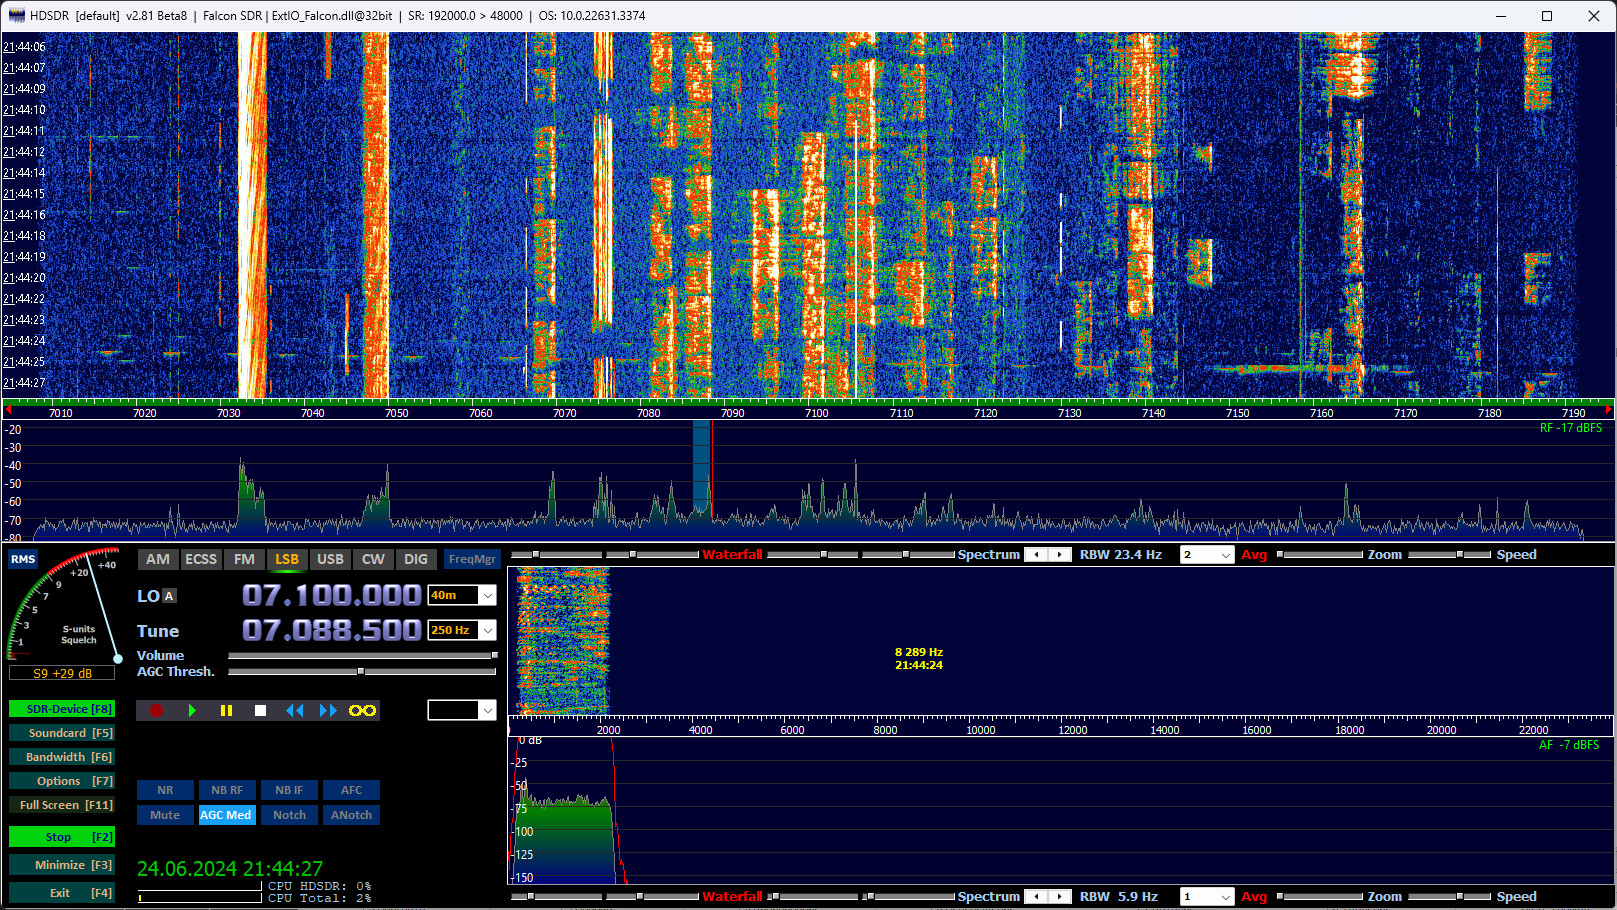 HDSDR [default] v2.81 Beta8 | Falcon SDR | ExtIO_Falcon.dll@32bit | SR: 192000.0 > 48000 | OS: 10.0.22631.3374
21:44:06
21:44:07
21:44:09
21:44:10
21:44:11
21:44:12
21:44:14
21:44:15
21:44:16
21:44:18
21:44:19
21:44:20
21:44:22
21:44:23
21:44:24
21:44:25
21:44:27
7010 7020 7030 7040 7050 7060 7070 7080 7090 7100 7110 7120 7130 7140 7150 7160 7170 7180 7190
RF -17 dBFS
-20
-30
-40
-50
-60
-70
-80
RMS
1 3 5 7 9 +20 +40
S-units
Squelch
S9 +29 dB
AM ECSS FM LSB USB CW DIG FreqMgr
Waterfall Spectrum RBW 23.4 Hz 2 Avg Zoom Speed
LO A 07.100.000 40m
Tune 07.088.500 250 Hz
Volume
AGC Thresh.
8 289 Hz
21:44:24
SDR-Device [F8]
Soundcard [F5]
Bandwidth [F6]
Options [F7]
Full Screen [F11]
Stop [F2]
Minimize [F3]
Exit [F4]
NR NB RF NB IF AFC
Mute AGC Med Notch ANotch
24.06.2024 21:44:27
CPU HDSDR: 0%
CPU Total: 2%
2000 4000 6000 8000 10000 12000 14000 16000 18000 20000 22000
AF -7 dBFS
0 dB
-25
-50
-75
-100
-125
-150
Waterfall Spectrum RBW 5.9 Hz 1 Avg Zoom Speed